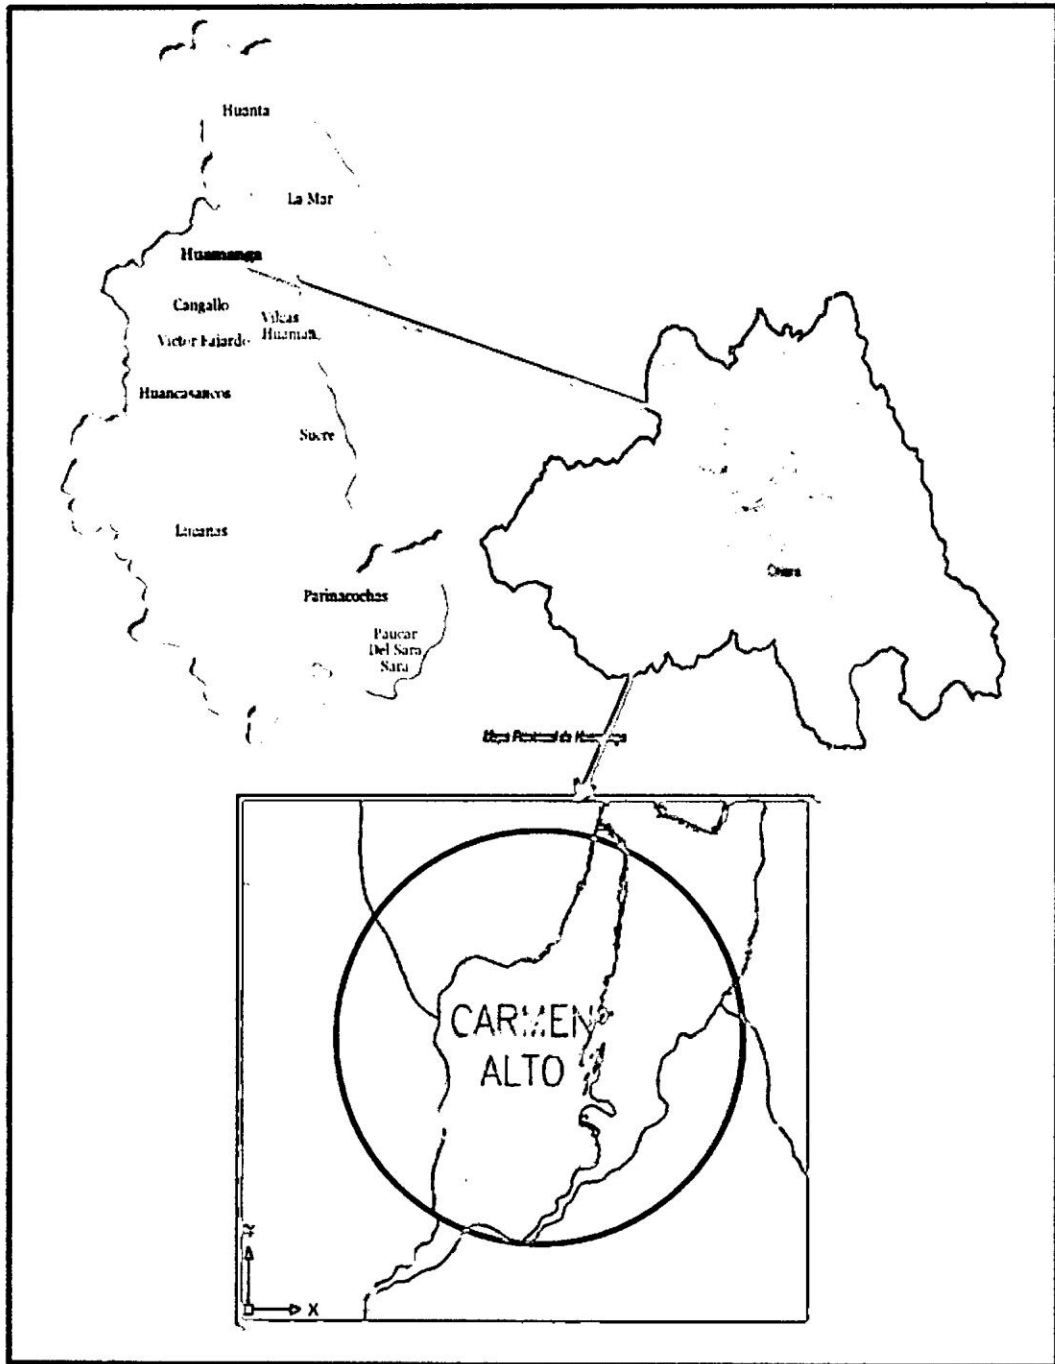 Huanta
La Mar
Huamanga
Cangallo
Vilcas
Huaman
Victor Fajardo
Huancasancos
Sucre
Lucanas
Parinacochas
Paucar
Del Sara
Sara
CARMEN
ALTO
X